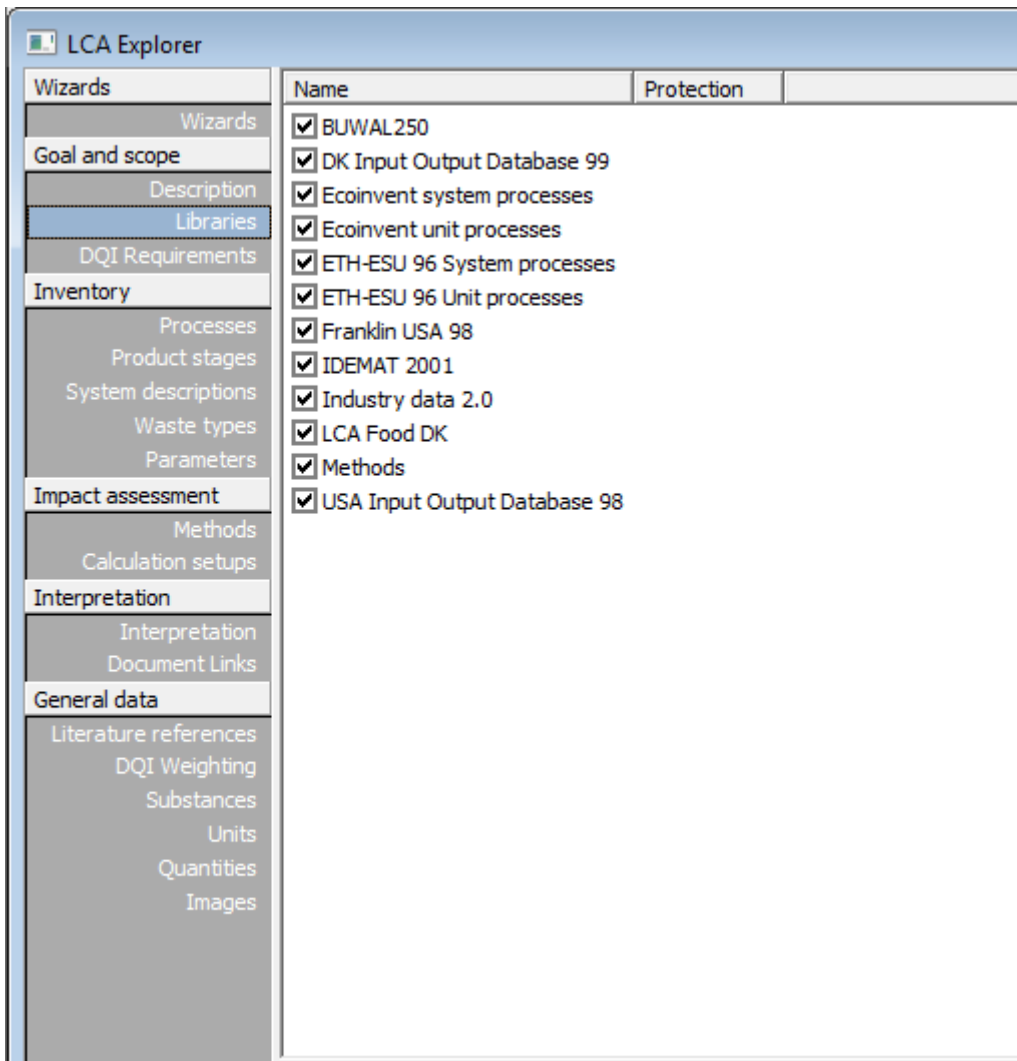 LCA Explorer
Wizards
Wizards
Goal and scope
Description
Libraries
DQI Requirements
Inventory
Processes
Product stages
System descriptions
Waste types
Parameters
Impact assessment
Methods
Calculation setups
Interpretation
Interpretation
Document Links
General data
Literature references
DQI Weighting
Substances
Units
Quantities
Images
Name Protection
BUWAL250
DK Input Output Database 99
Ecoinvent system processes
Ecoinvent unit processes
ETH-ESU 96 System processes
ETH-ESU 96 Unit processes
Franklin USA 98
IDEMAT 2001
Industry data 2.0
LCA Food DK
Methods
USA Input Output Database 98